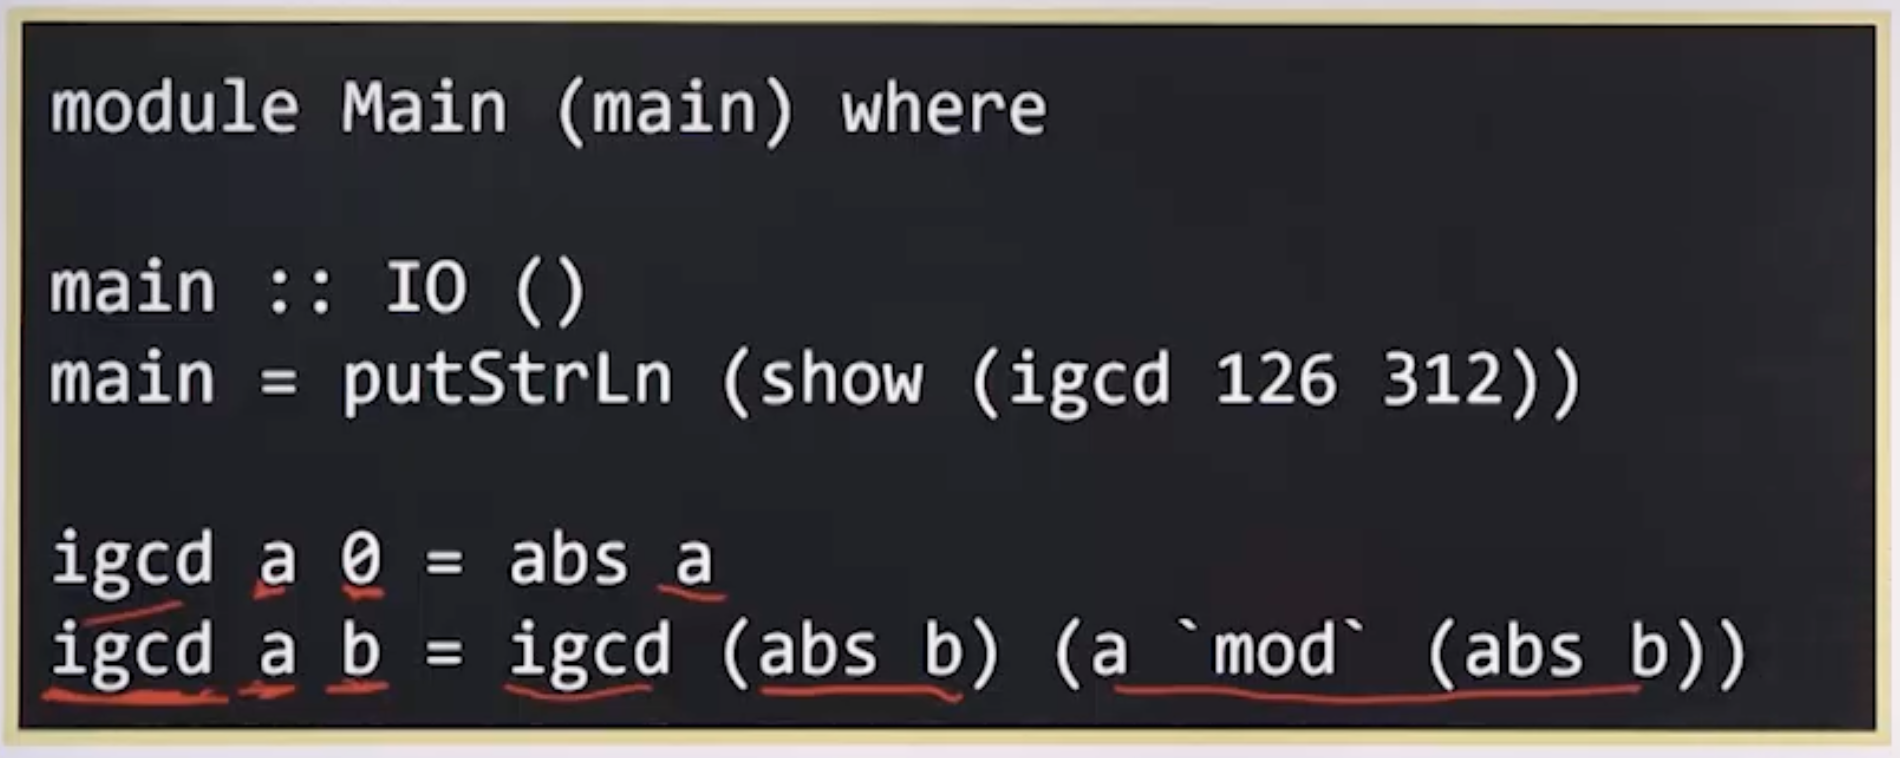 module Main (main) where
main :: IO ()
main = putStrLn (show (igcd 126 312))
igcd a 0 = abs a
igcd a b = igcd (abs b) (a `mod` (abs b))